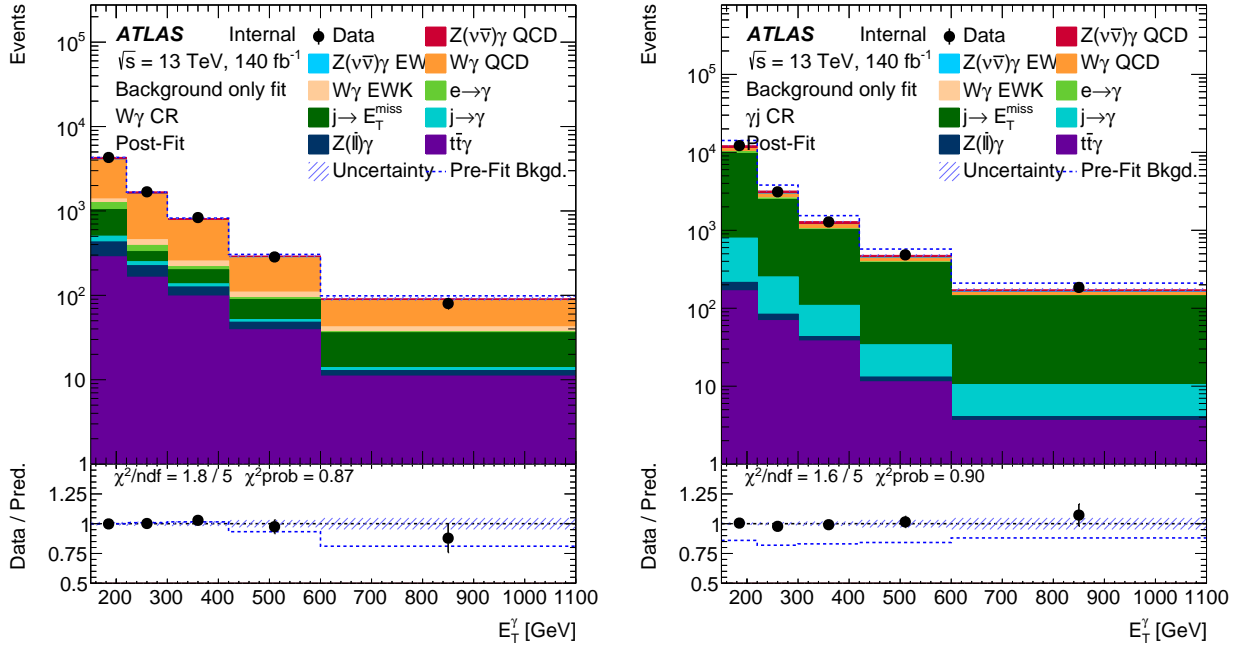 Events
ATLAS Internal
√s = 13 TeV, 140 fb⁻¹
Background only fit
Wγ CR
Post-Fit
Data
Z(νν̄)γ QCD
Z(νν̄)γ EW
Wγ QCD
Wγ EWK
e→γ
j→ E_T^miss
j→γ
Z(ll̄)γ
tt̄γ
Uncertainty
Pre-Fit Bkgd.
10⁵
10⁴
10³
10²
10
1
χ²/ndf = 1.8 / 5 χ²prob = 0.87
Data / Pred.
1.25
1
0.75
0.5
200 300 400 500 600 700 800 900 1000 1100
E_T^γ [GeV]
Events
ATLAS Internal
√s = 13 TeV, 140 fb⁻¹
Background only fit
γj CR
Post-Fit
Data
Z(νν̄)γ QCD
Z(νν̄)γ EW
Wγ QCD
Wγ EWK
e→γ
j→ E_T^miss
j→γ
Z(ll̄)γ
tt̄γ
Uncertainty
Pre-Fit Bkgd.
10⁵
10⁴
10³
10²
10
1
χ²/ndf = 1.6 / 5 χ²prob = 0.90
Data / Pred.
1.25
1
0.75
0.5
200 300 400 500 600 700 800 900 1000 1100
E_T^γ [GeV]